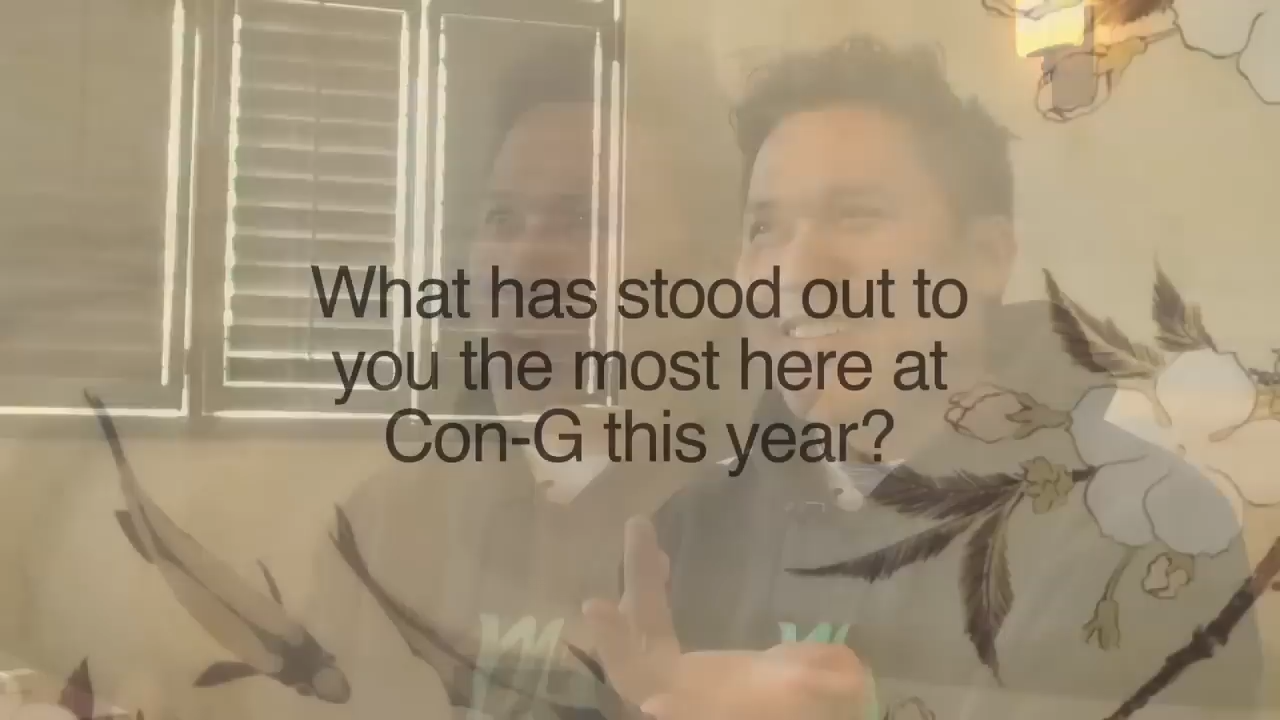 What has stood out to
you the most here at
Con-G this year?